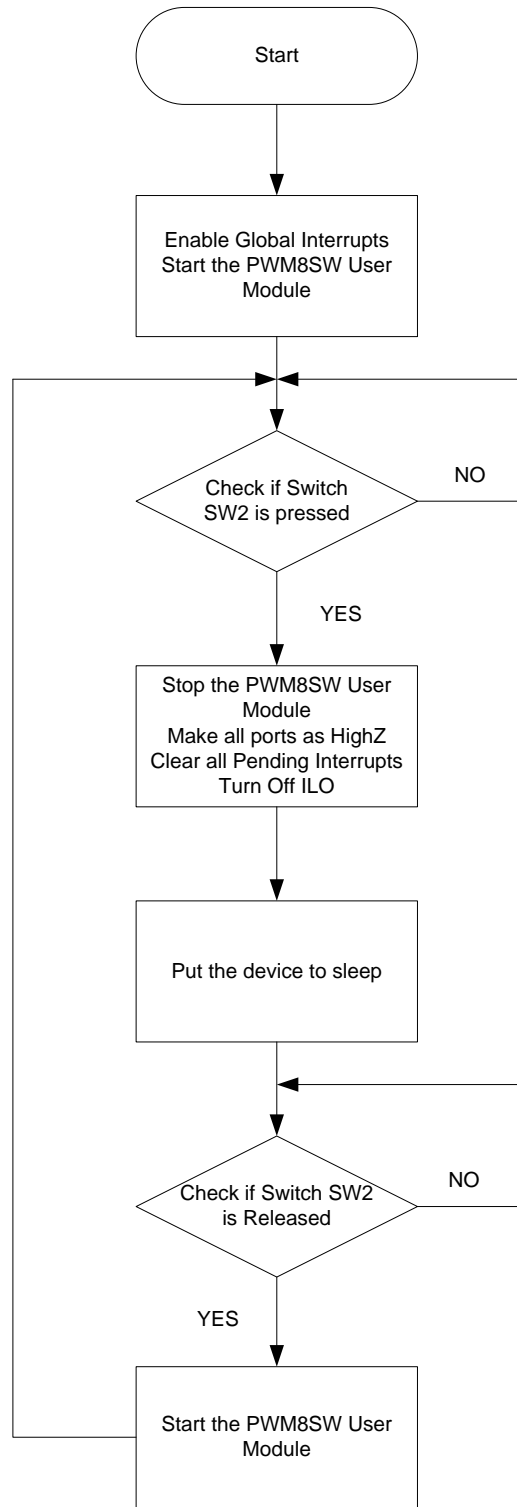 Start
Enable Global Interrupts
Start the PWM8SW User
Module
Check if Switch
SW2 is pressed
NO
YES
Stop the PWM8SW User
Module
Make all ports as HighZ
Clear all Pending Interrupts
Turn Off ILO
Put the device to sleep
Check if Switch SW2
is Released
NO
YES
Start the PWM8SW User
Module